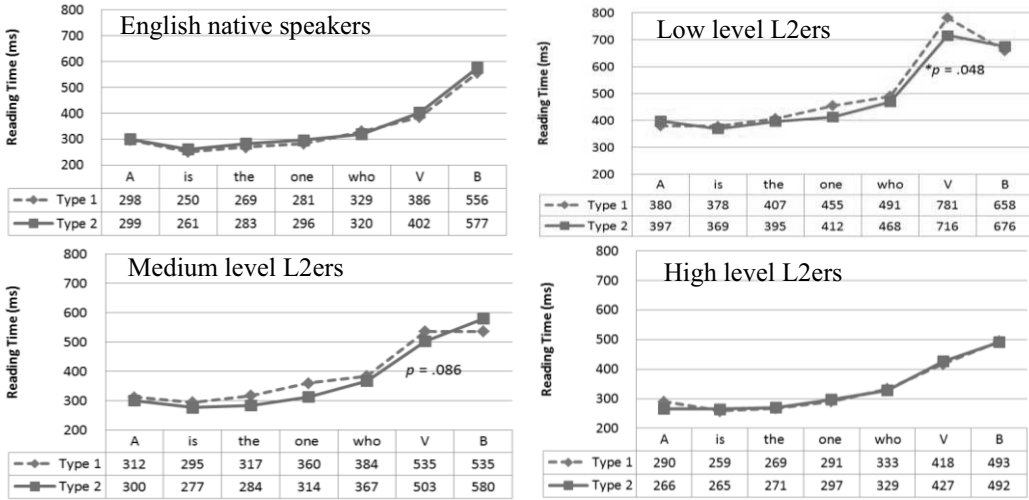 English native speakers
Reading Time (ms)
800
700
600
500
400
300
200
A is the one who V B
Type 1 298 250 269 281 329 386 556
Type 2 299 261 283 296 320 402 577
Low level L2ers
Reading Time (ms)
800
700
600
500
400
300
200
*p = .048
A is the one who V B
Type 1 380 378 407 455 491 781 658
Type 2 397 369 395 412 468 716 676
Medium level L2ers
Reading Time (ms)
800
700
600
500
400
300
200
p = .086
A is the one who V B
Type 1 312 295 317 360 384 535 535
Type 2 300 277 284 314 367 503 580
High level L2ers
Reading Time (ms)
800
700
600
500
400
300
200
A is the one who V B
Type 1 290 259 269 291 333 418 493
Type 2 266 265 271 297 329 427 492